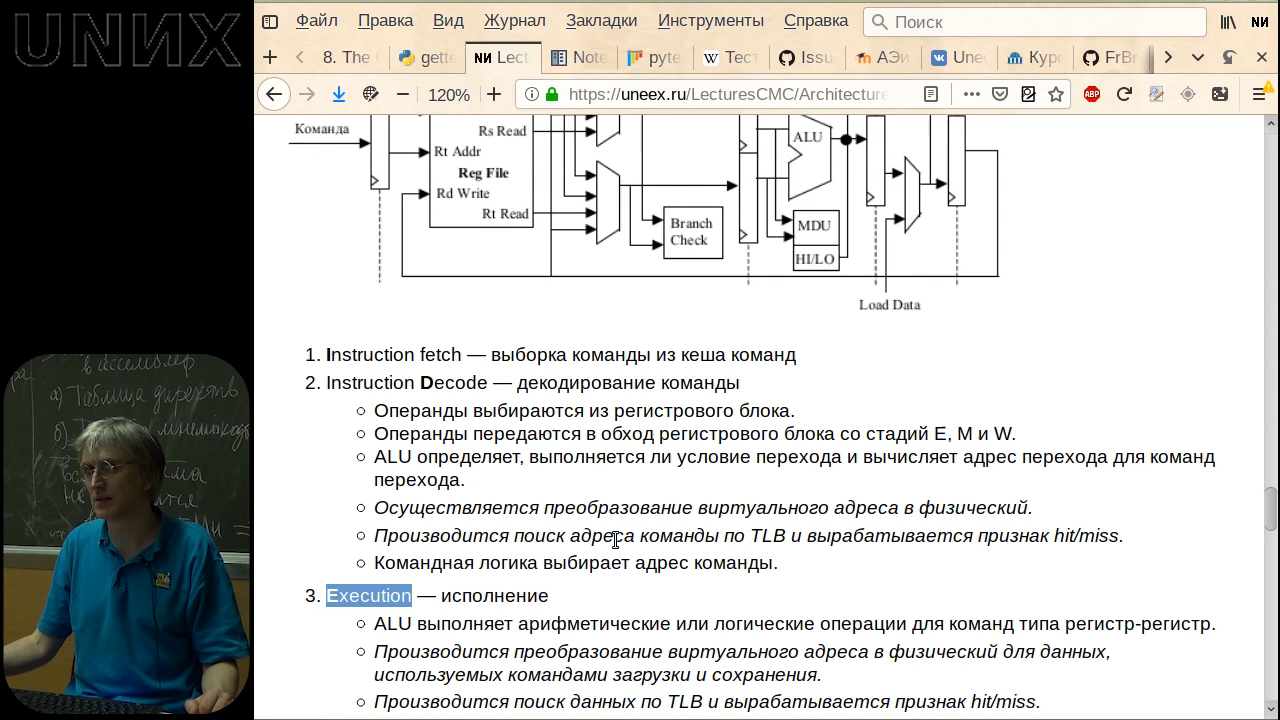 UNИX
Файл Правка Вид Журнал Закладки Инструменты Справка Поиск
8. The gette NИ Lect Note pyte W Тест Issu АЭи Unee Кур FrBr
120% https://uneex.ru/LecturesCMC/Architecture ABP
Команда
Rs Read
Rt Addr
Reg File
Rd Write
Rt Read
Branch Check
ALU
MDU
HI/LO
Load Data
в ассемблер
а) Таблица директив
б)
1. Instruction fetch — выборка команды из кеша команд
2. Instruction Decode — декодирование команды
Операнды выбираются из регистрового блока.
Операнды передаются в обход регистрового блока со стадий E, M и W.
ALU определяет, выполняется ли условие перехода и вычисляет адрес перехода для команд
перехода.
Осуществляется преобразование виртуального адреса в физический.
Производится поиск адреса команды по TLB и вырабатывается признак hit/miss.
Командная логика выбирает адрес команды.
3. Execution — исполнение
ALU выполняет арифметические или логические операции для команд типа регистр-регистр.
Производится преобразование виртуального адреса в физический для данных,
используемых командами загрузки и сохранения.
Производится поиск данных по TLB и вырабатывается признак hit/miss.